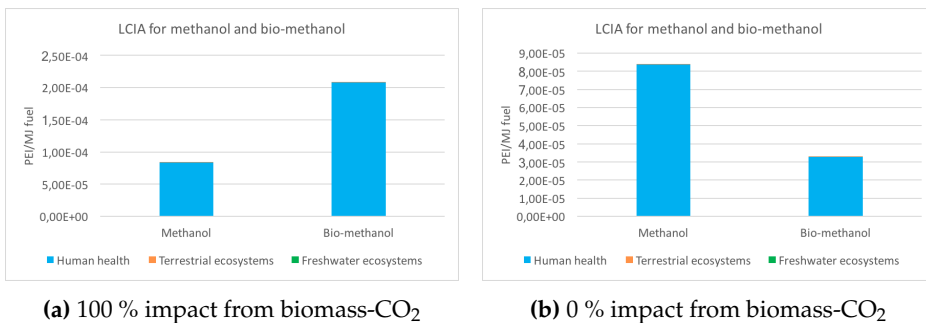 LCIA for methanol and bio-methanol
2,50E-04
2,00E-04
1,50E-04
1,00E-04
5,00E-05
0,00E+00
PEI/MJ fuel
Methanol
Bio-methanol
Human health
Terrestrial ecosystems
Freshwater ecosystems
(a) 100 % impact from biomass-CO₂
LCIA for methanol and bio-methanol
9,00E-05
8,00E-05
7,00E-05
6,00E-05
5,00E-05
4,00E-05
3,00E-05
2,00E-05
1,00E-05
0,00E+00
PEI/MJ fuel
Methanol
Bio-methanol
Human health
Terrestrial ecosystems
Freshwater ecosystems
(b) 0 % impact from biomass-CO₂